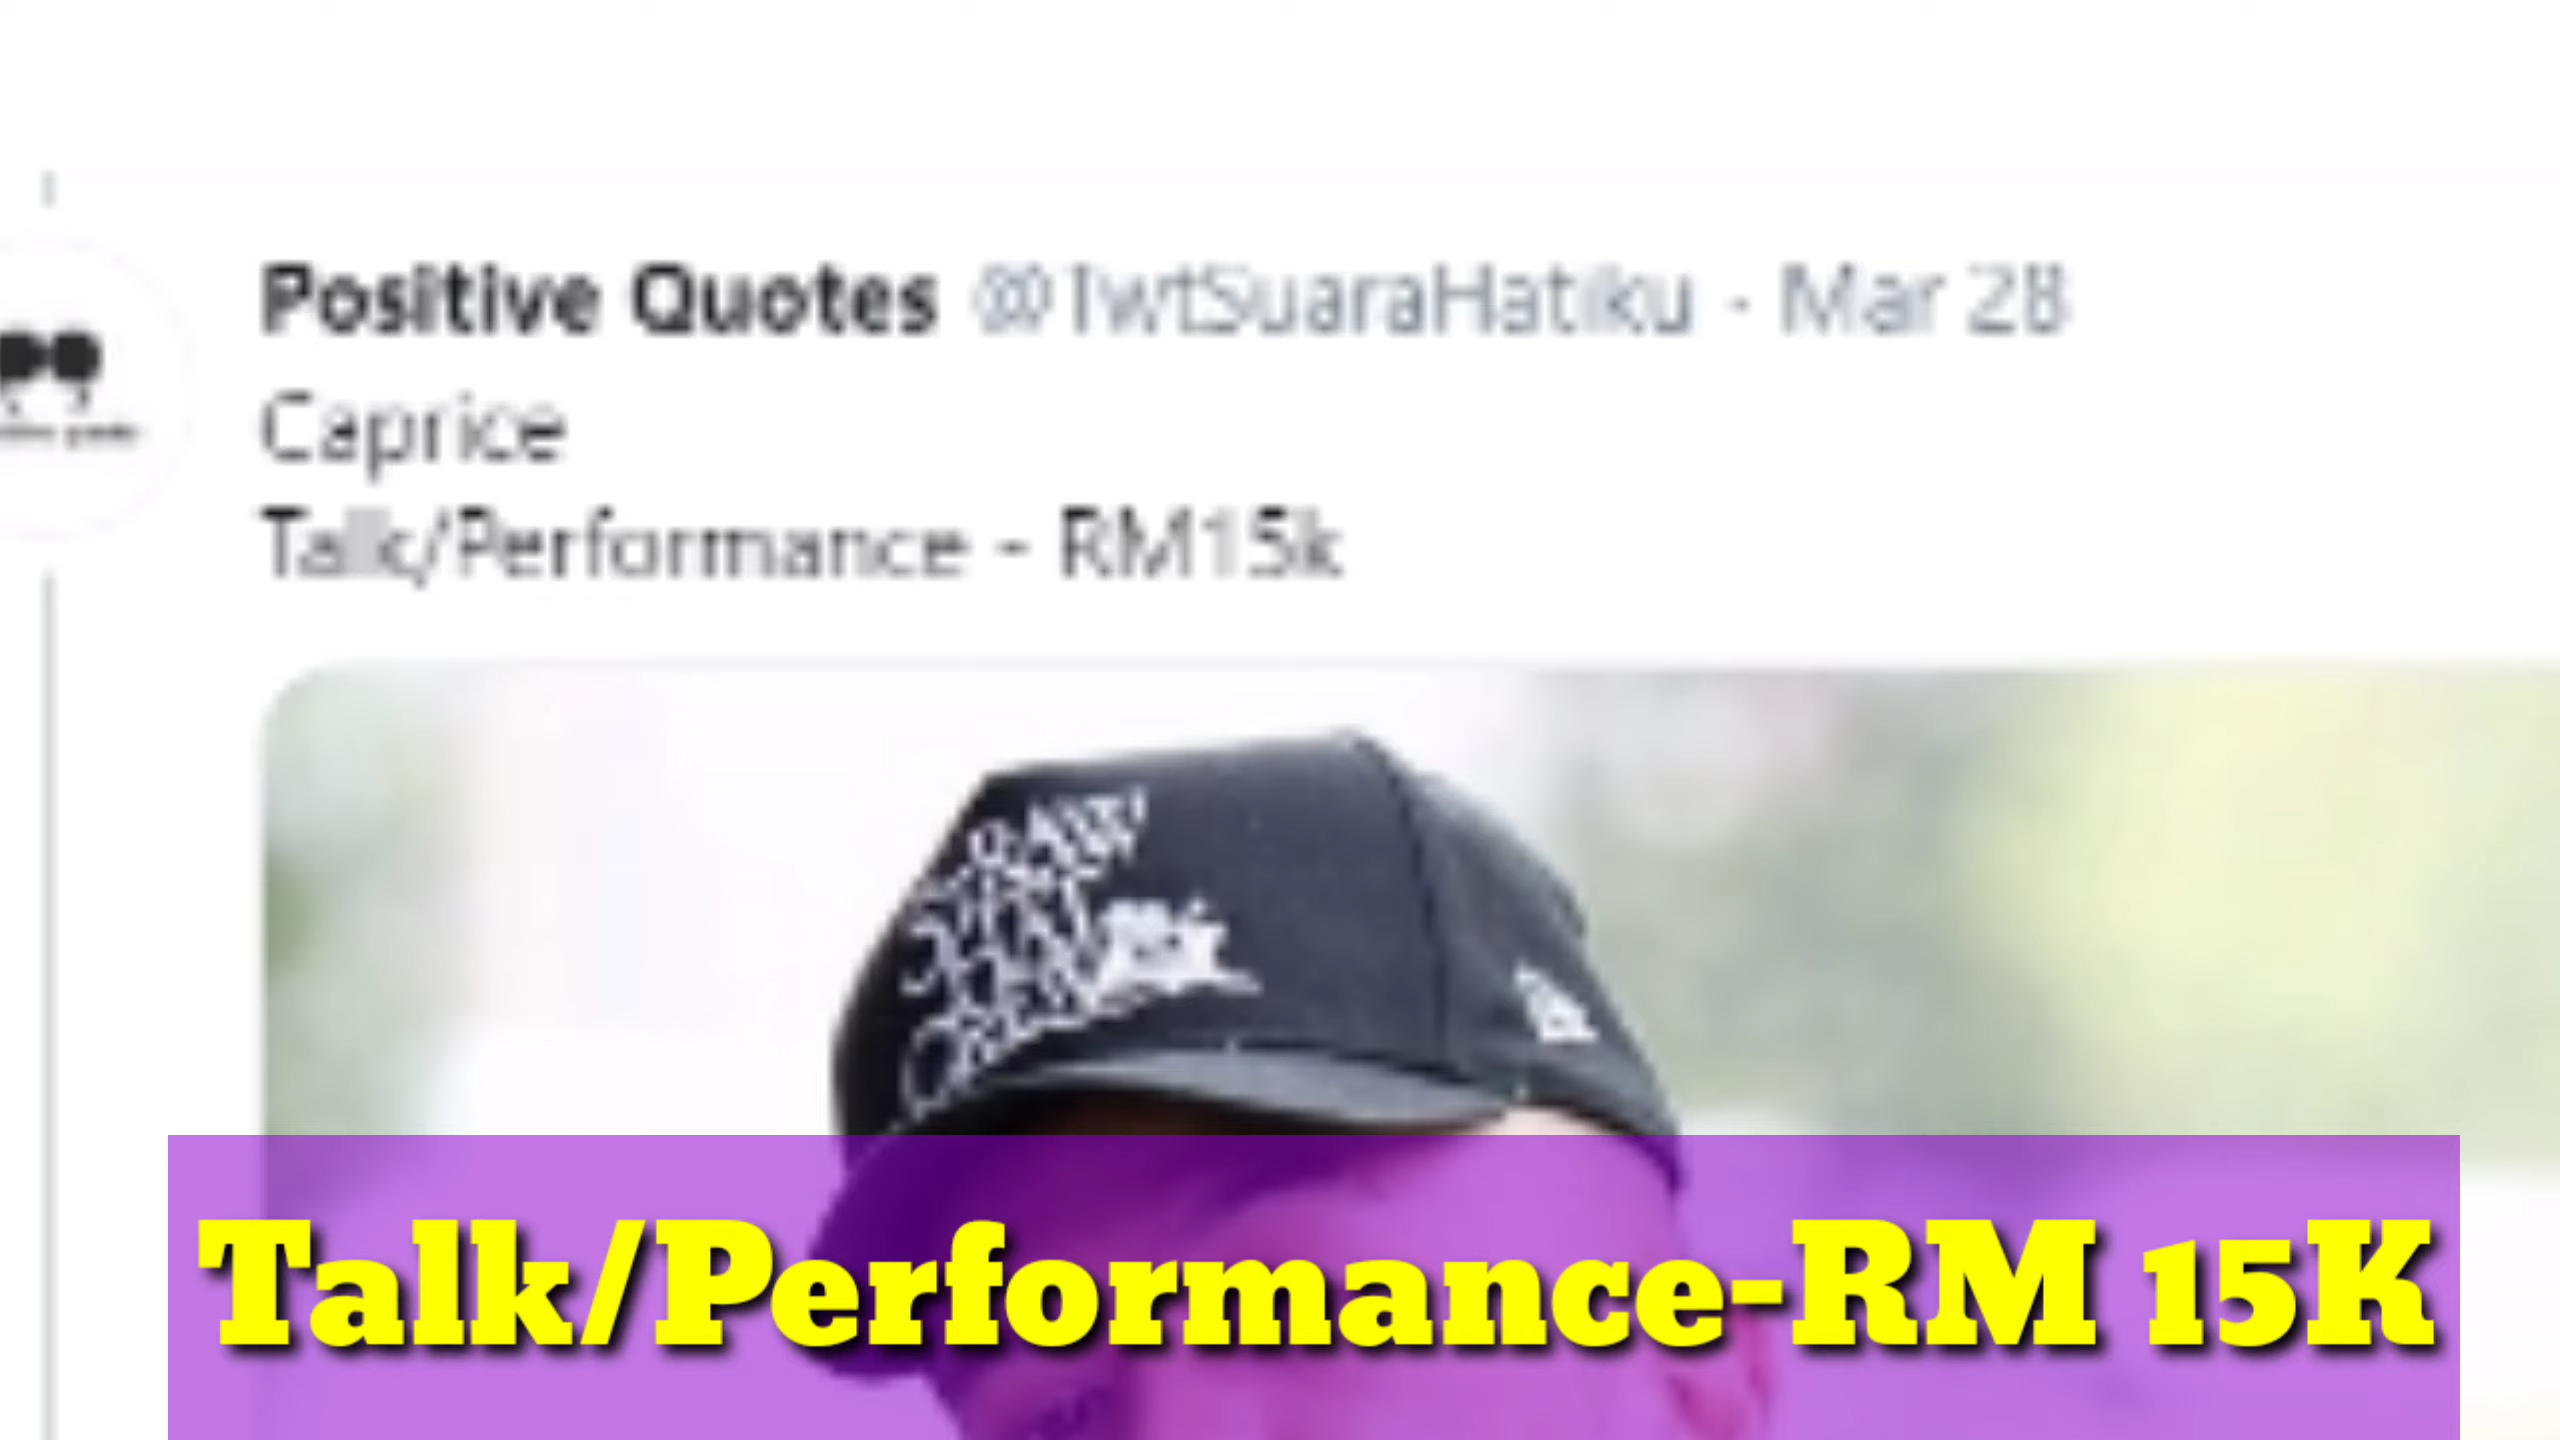 Positive Quotes @TwtSuaraHatiku · Mar 28
Caprice
Talk/Performance - RM15k
Talk/Performance-RM 15K